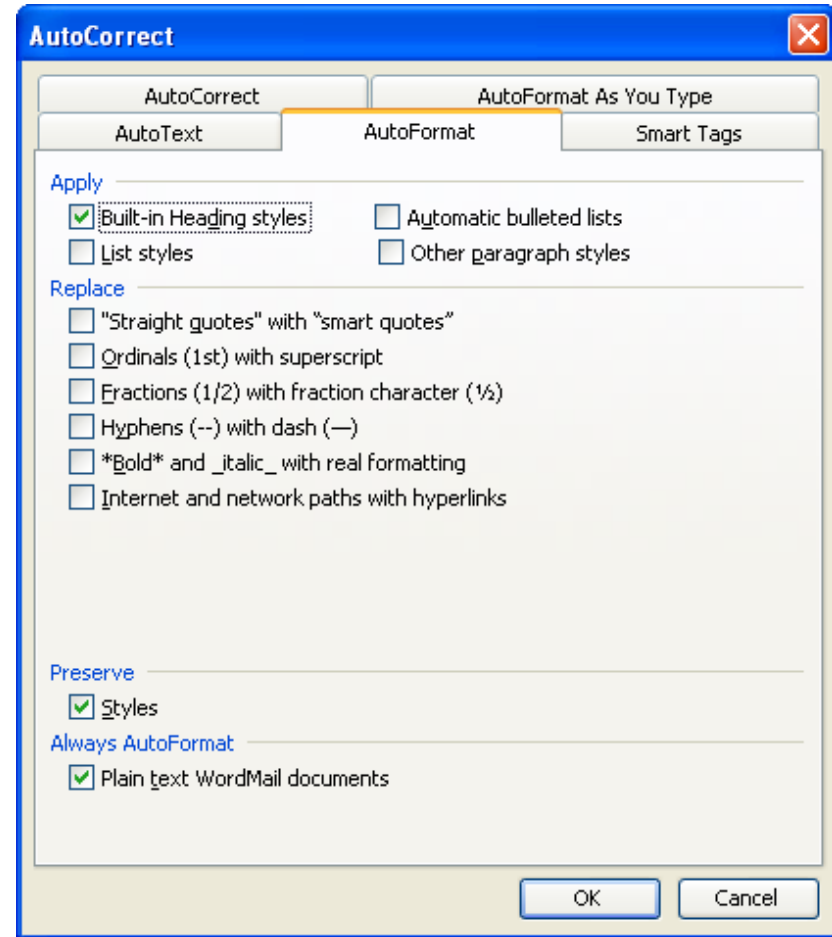 AutoCorrect
AutoCorrect AutoFormat As You Type
AutoText AutoFormat Smart Tags
Apply
Built-in Heading styles Automatic bulleted lists
List styles Other paragraph styles
Replace
"Straight quotes" with “smart quotes”
Ordinals (1st) with superscript
Fractions (1/2) with fraction character (½)
Hyphens (--) with dash (—)
*Bold* and _italic_ with real formatting
Internet and network paths with hyperlinks
Preserve
Styles
Always AutoFormat
Plain text WordMail documents
OK Cancel